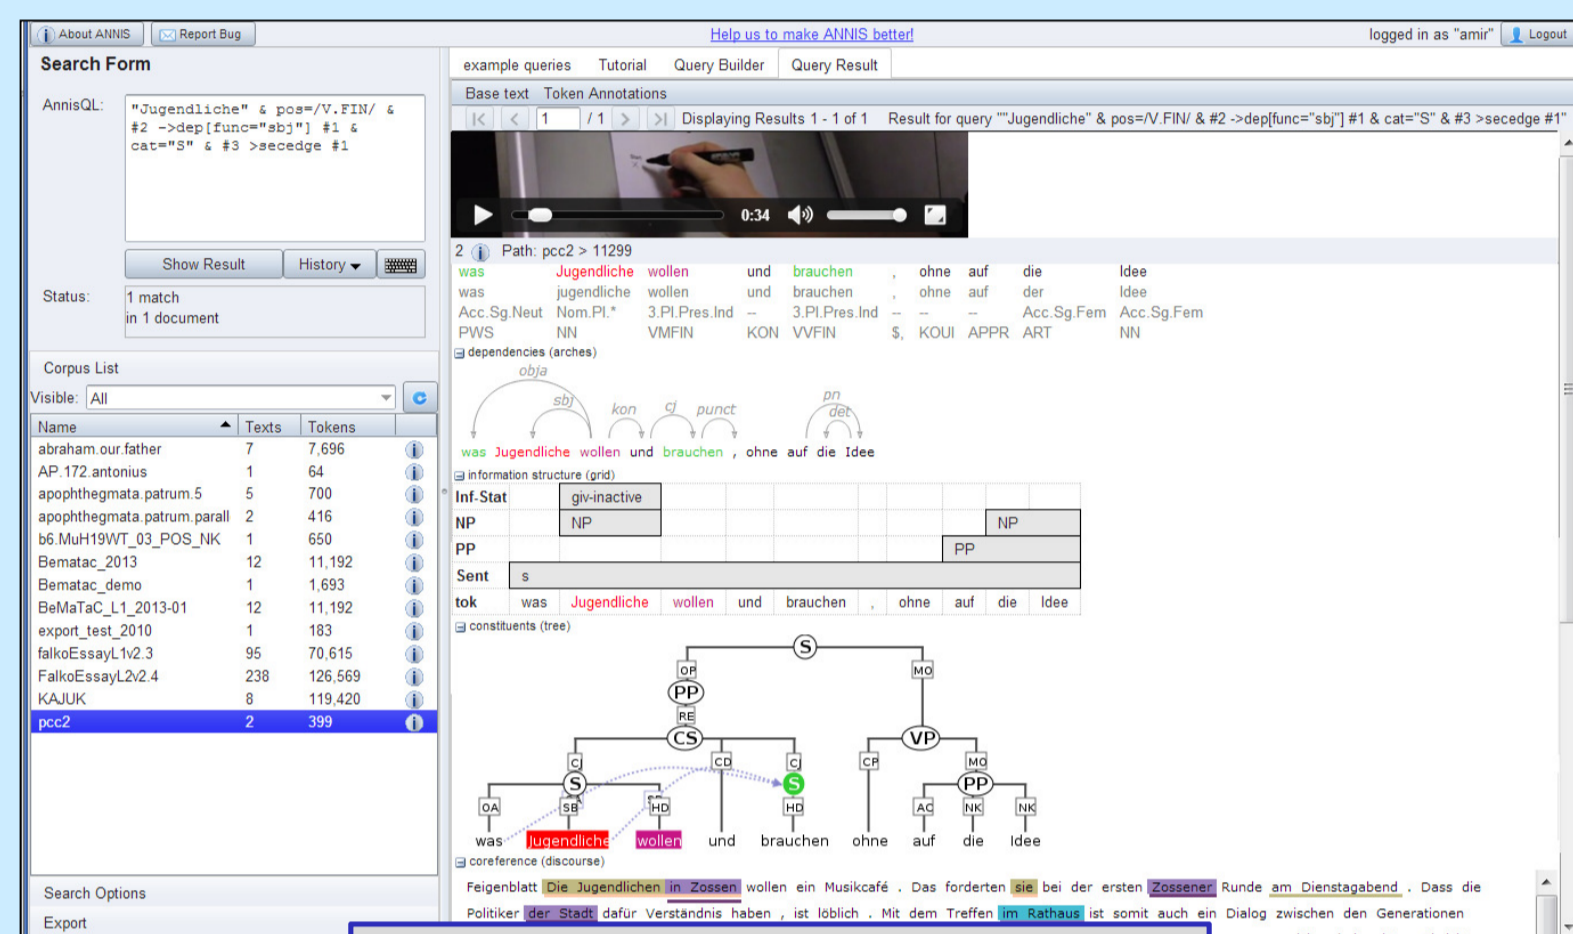 About ANNIS Report Bug Help us to make ANNIS better! logged in as "amir" Logout
Search Form
AnnisQL:
"Jugendliche" & pos=/V.FIN/ &
#2 ->dep[func="sbj"] #1 &
cat="S" & #3 >secedge #1
Show Result History
Status:
1 match
in 1 document
Corpus List
Visible: All
Name Texts Tokens
abraham.our.father 7 7,696
AP.172.antonius 1 64
apophthegmata.patrum.5 5 700
apophthegmata.patrum.parall 2 416
b6.MuH19WT_03_POS_NK 1 650
Bematac_2013 12 11,192
Bematac_demo 1 1,693
BeMaTaC_L1_2013-01 12 11,192
export_test_2010 1 183
falkoEssayL1v2.3 95 70,615
FalkoEssayL2v2.4 238 126,569
KAJUK 8 119,420
pcc2 2 399
Search Options
Export
example queries Tutorial Query Builder Query Result
Base text Token Annotations
1 / 1 Displaying Results 1 - 1 of 1 Result for query ""Jugendliche" & pos=/V.FIN/ & #2 ->dep[func="sbj"] #1 & cat="S" & #3 >secedge #1"
0:34
2 Path: pcc2 > 11299
was Jugendliche wollen und brauchen , ohne auf die Idee
was jugendliche wollen und brauchen , ohne auf der Idee
Acc.Sg.Neut Nom.Pl.* 3.Pl.Pres.Ind -- 3.Pl.Pres.Ind -- -- -- Acc.Sg.Fem Acc.Sg.Fem
PWS NN VMFIN KON VVFIN $, KOUI APPR ART NN
dependencies (arches)
obja
sbj kon cj punct pn
det
was Jugendliche wollen und brauchen , ohne auf die Idee
information structure (grid)
Inf-Stat giv-inactive
NP NP NP
PP PP
Sent s
tok was Jugendliche wollen und brauchen , ohne auf die Idee
constituents (tree)
S
OP MO
PP
RE
CS VP
CJ CD CJ CP MO
S S PP
OA SB HD HD AC NK NK
was Jugendliche wollen und brauchen ohne auf die Idee
coreference (discourse)
Feigenblatt Die Jugendlichen in Zossen wollen ein Musikcafé . Das forderten sie bei der ersten Zossener Runde am Dienstagabend . Dass die
Politiker der Stadt dafür Verständnis haben , ist löblich . Mit dem Treffen im Rathaus ist somit auch ein Dialog zwischen den Generationen